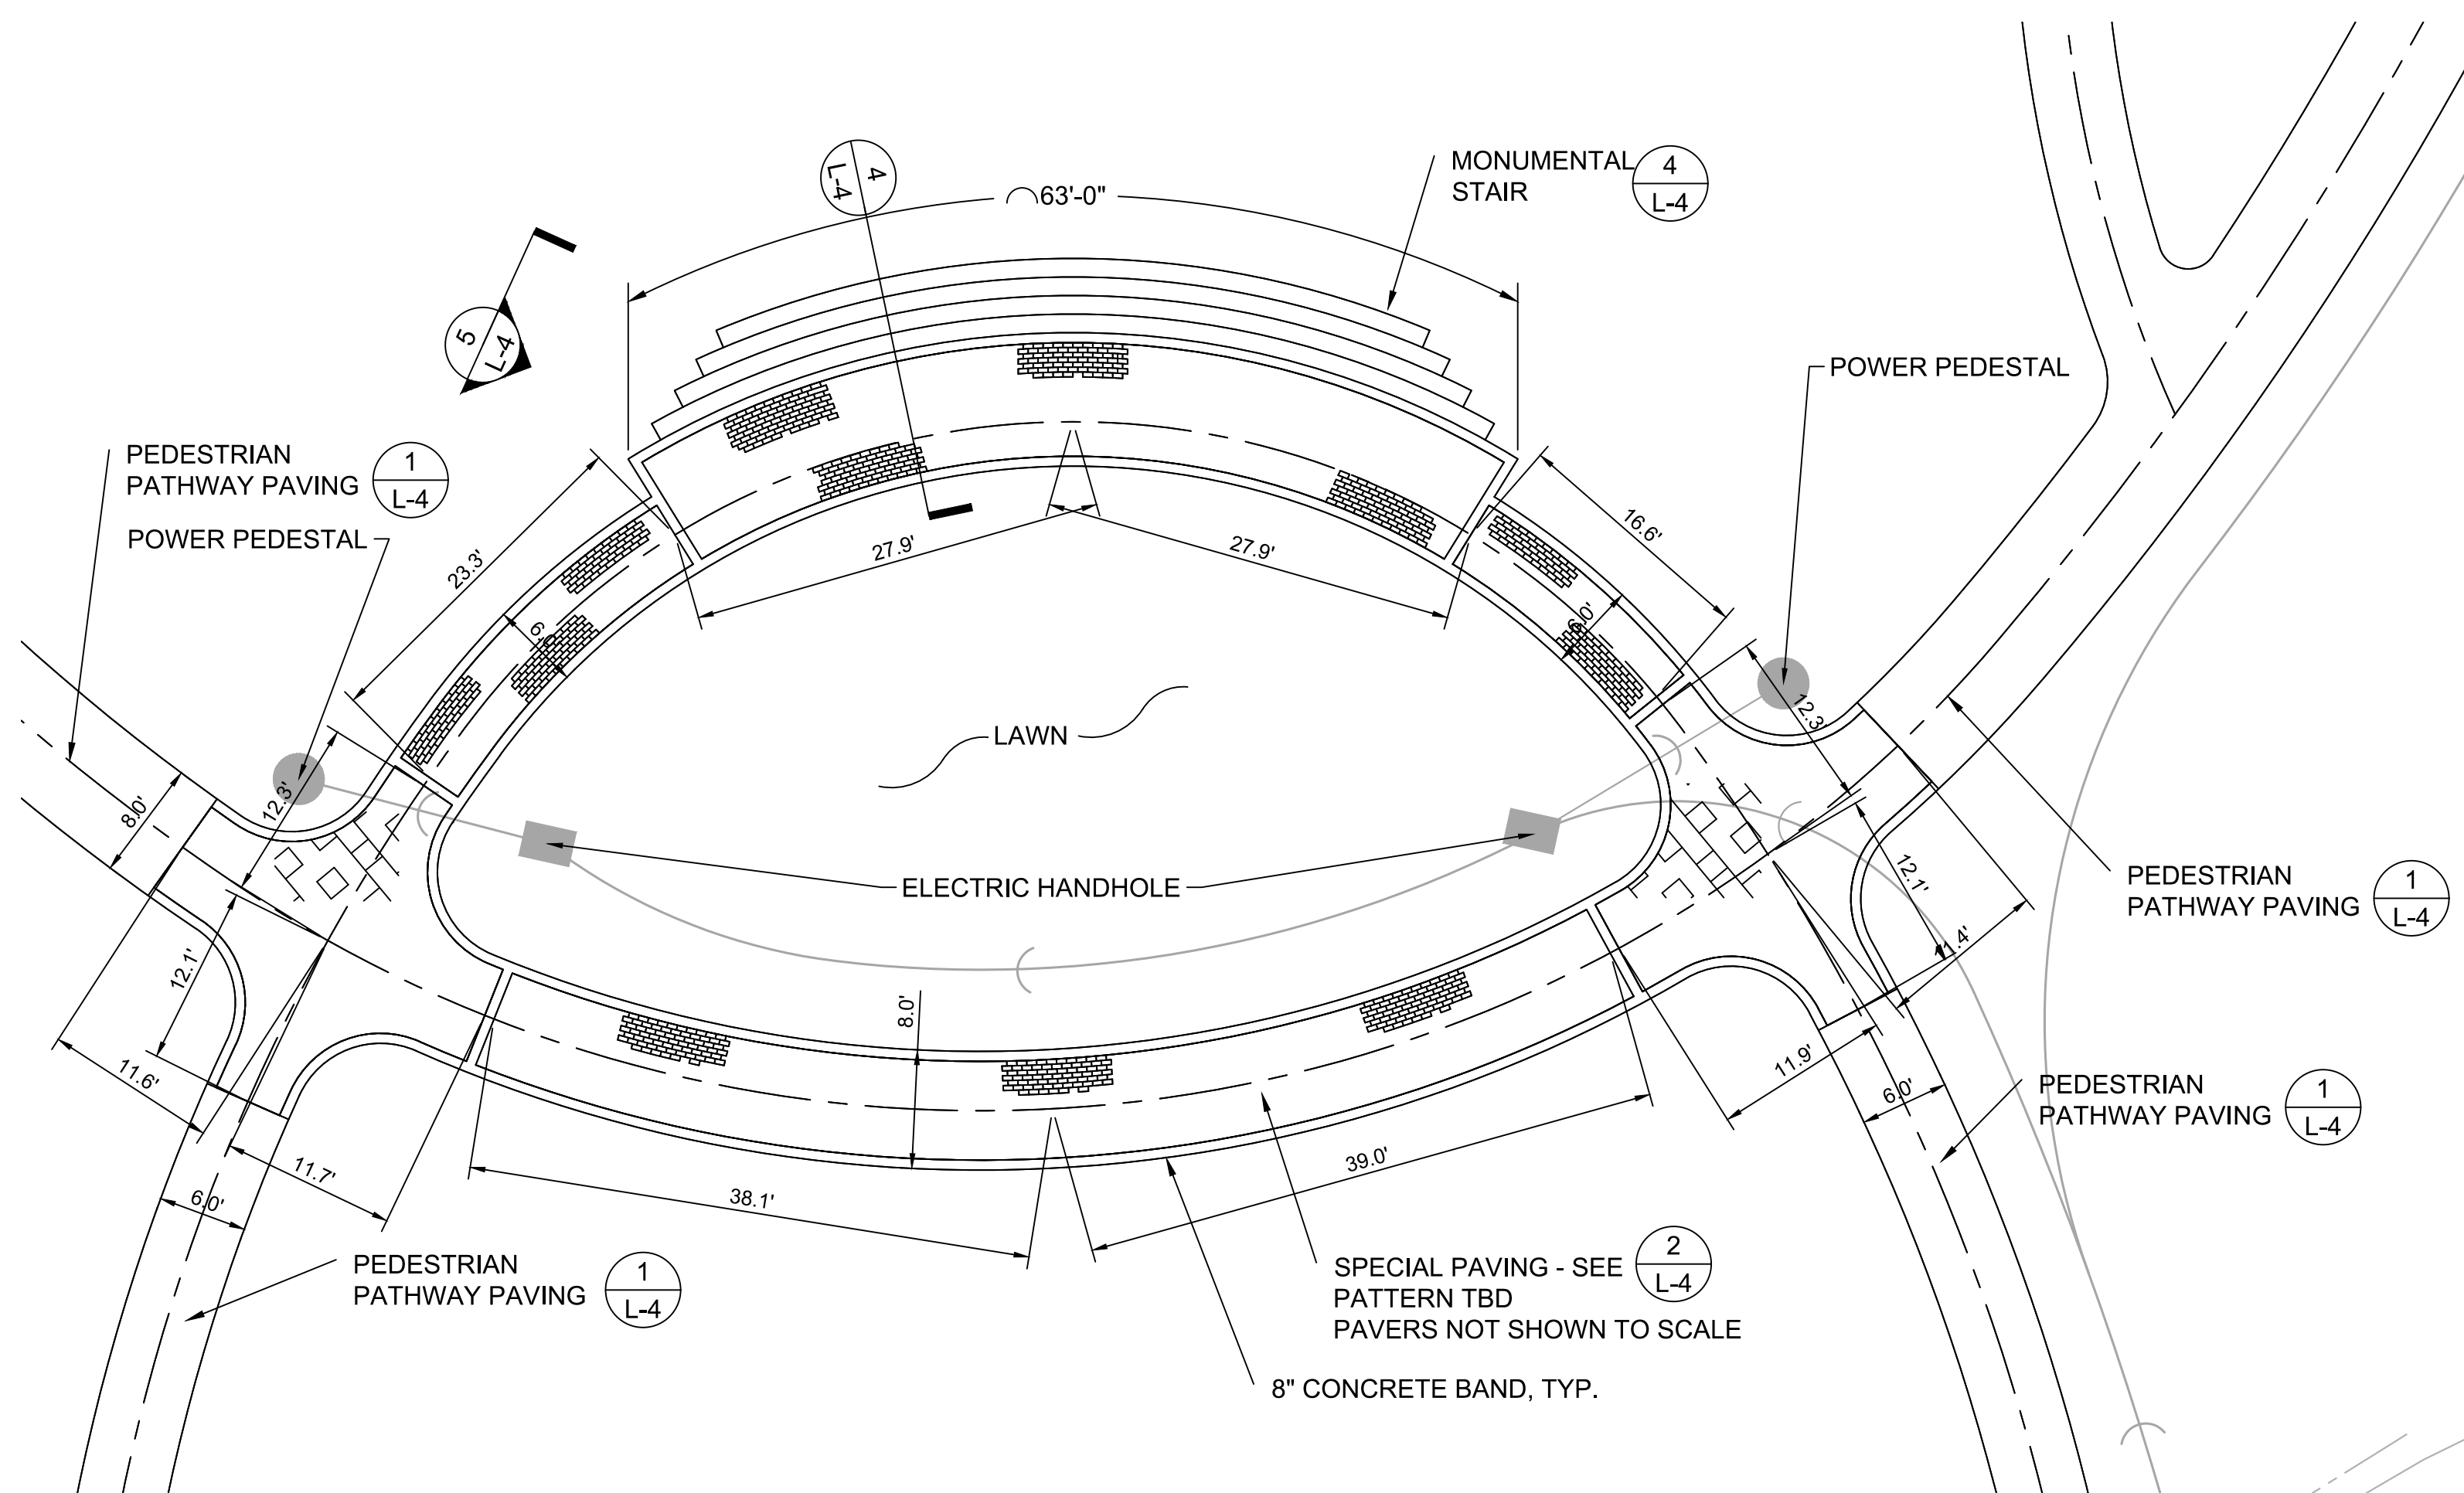 4
L-4
63'-0"
MONUMENTAL
STAIR
4
L-4
5
L-4
POWER PEDESTAL
PEDESTRIAN
PATHWAY PAVING
1
L-4
POWER PEDESTAL
23.3'
27.9'
27.9'
16.6'
6.0'
6.0'
LAWN
12.3'
12.3'
8.0'
ELECTRIC HANDHOLE
12.1'
12.1'
PEDESTRIAN
PATHWAY PAVING
1
L-4
11.4'
8.0'
11.6'
11.9'
6.0'
PEDESTRIAN
PATHWAY PAVING
1
L-4
11.7'
6.0'
38.1'
39.0'
PEDESTRIAN
PATHWAY PAVING
1
L-4
SPECIAL PAVING - SEE
PATTERN TBD
PAVERS NOT SHOWN TO SCALE
2
L-4
8" CONCRETE BAND, TYP.